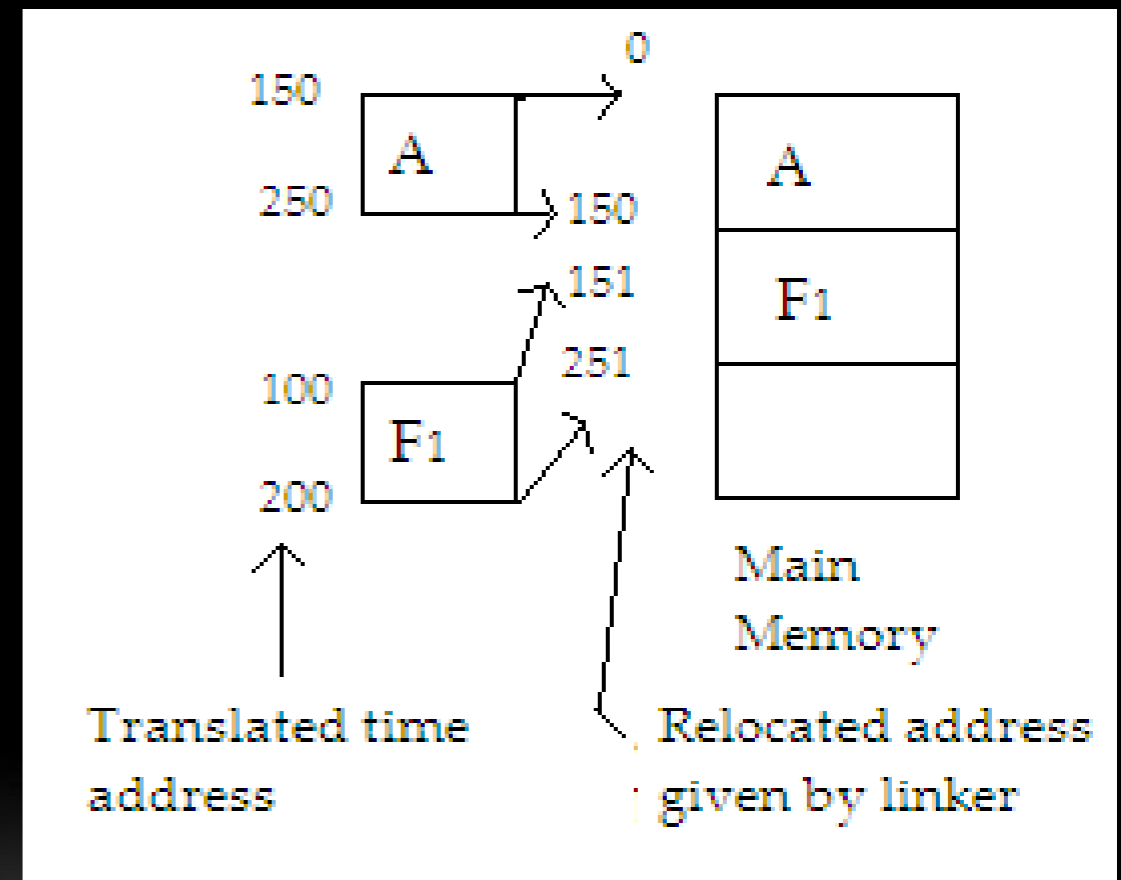 0
150
A
A
250
150
151
F1
251
100
F1
200
Main
Memory
Translated time
address
Relocated address
given by linker